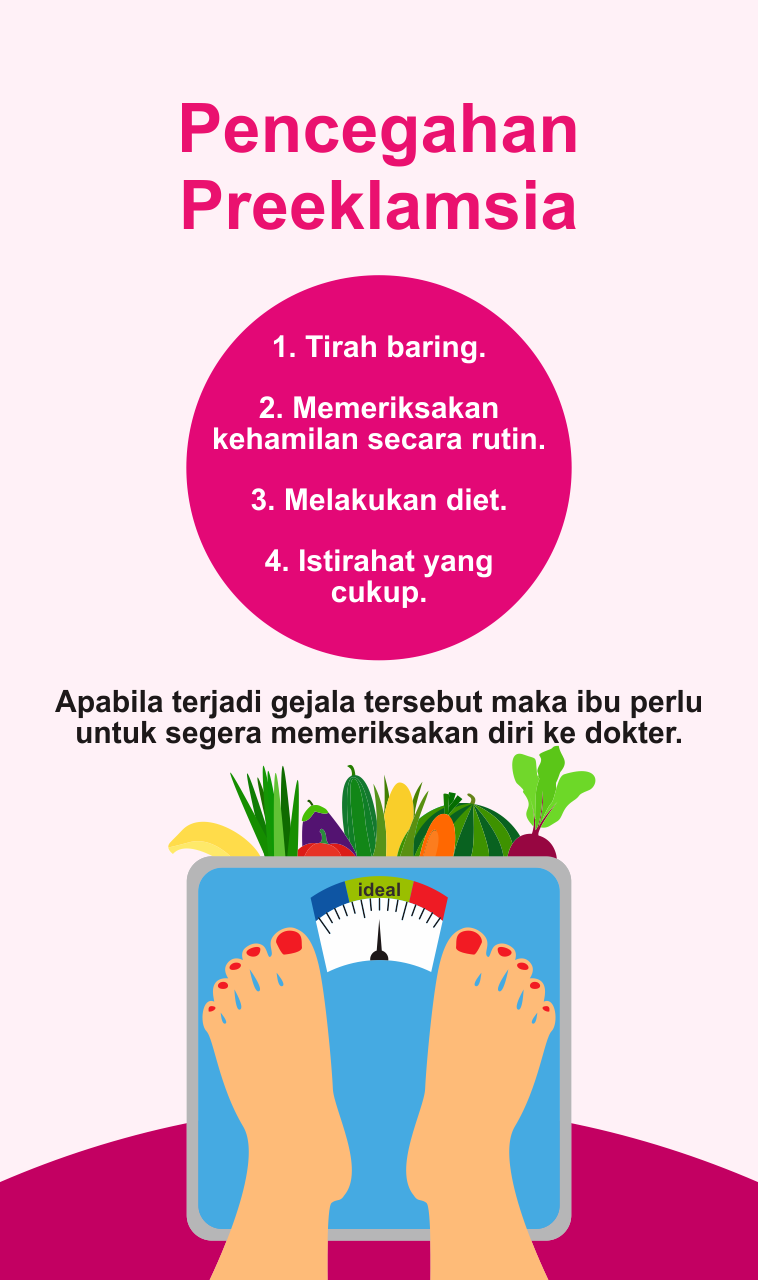 Pencegahan
Preeklamsia
1. Tirah baring.
2. Memeriksakan
kehamilan secara rutin.
3. Melakukan diet.
4. Istirahat yang
cukup.
Apabila terjadi gejala tersebut maka ibu perlu
untuk segera memeriksakan diri ke dokter.
ideal